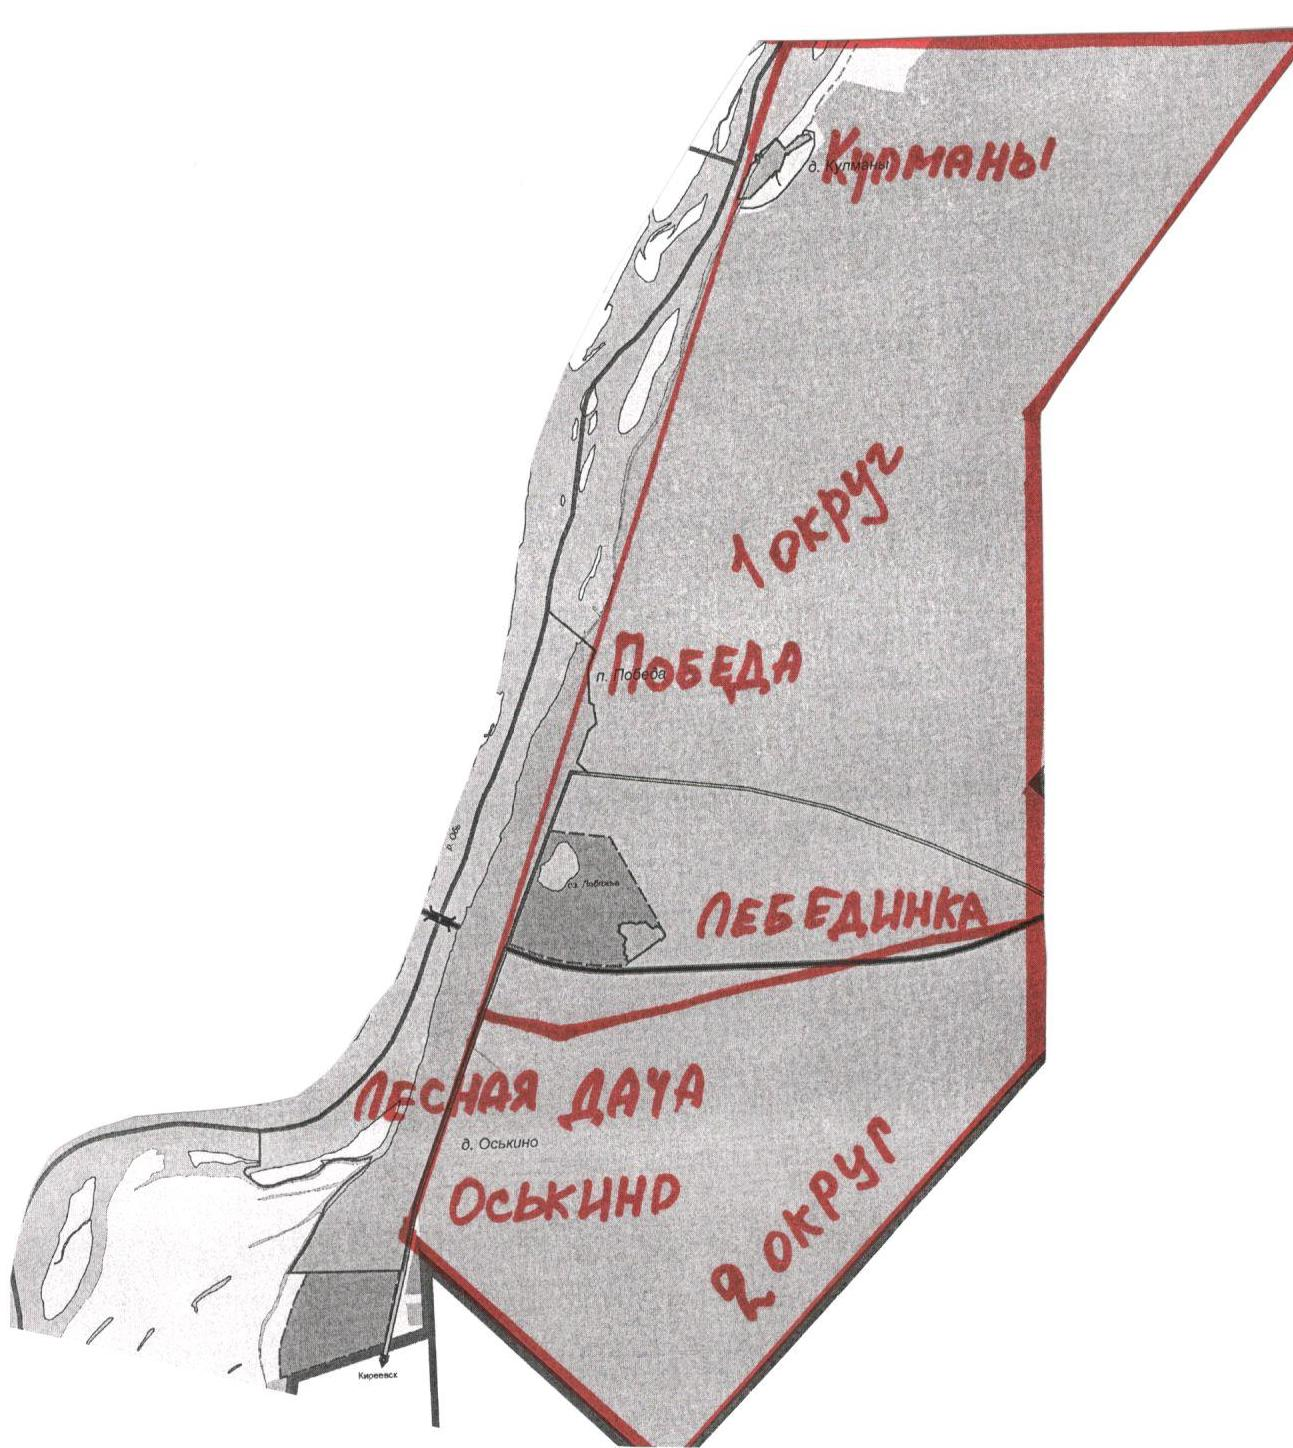 Кулманы
д. Кулманы
1 округ
Победа
п. Победа
р. Обь
ЛЕБЕДИНКА
ЛЕСНАЯ ДАЧА
д. Оськино
Оськино
2 округ
Киреевск